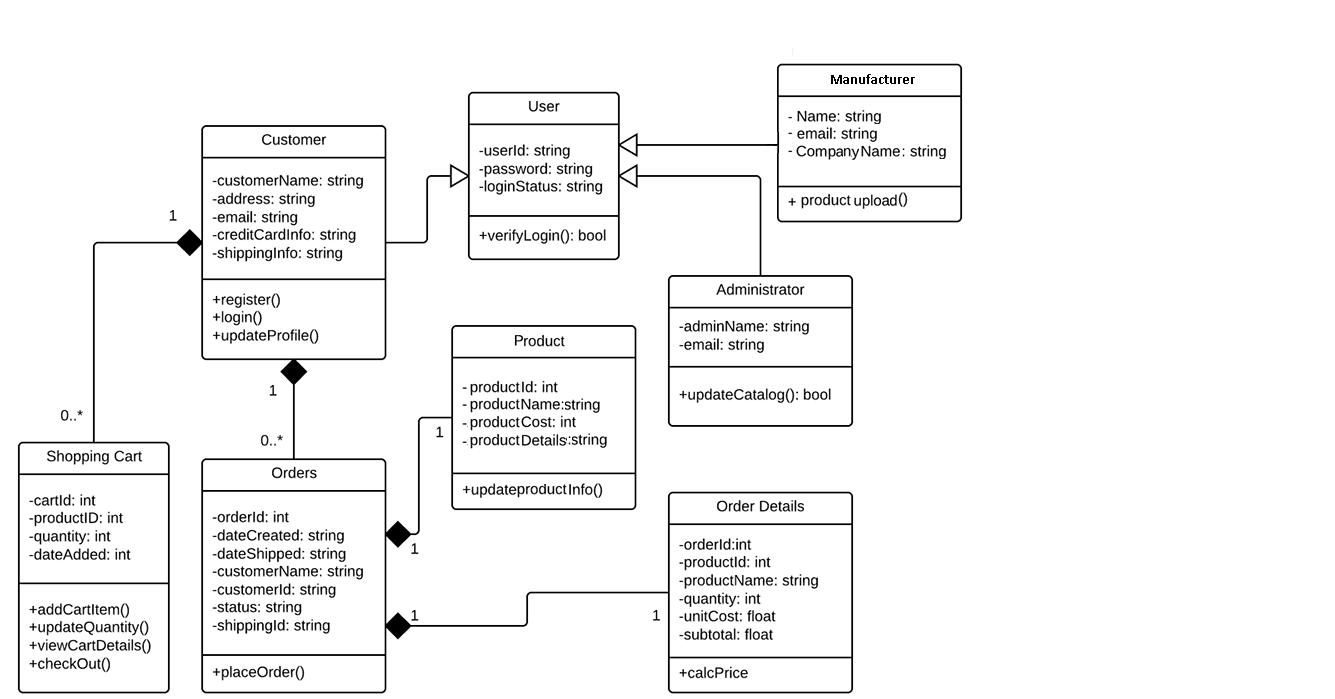 Manufacturer
- Name: string
- email: string
- CompanyName: string
+ product upload()
User
-userId: string
-password: string
-loginStatus: string
+verifyLogin(): bool
Customer
-customerName: string
-address: string
-email: string
-creditCardInfo: string
-shippingInfo: string
+register()
+login()
+updateProfile()
1
0..*
1
0..*
Administrator
-adminName: string
-email: string
+updateCatalog(): bool
Product
- productId: int
- productName:string
- productCost: int
- productDetails:string
+updateproductInfo()
1
1
Shopping Cart
-cartId: int
-productID: int
-quantity: int
-dateAdded: int
+addCartItem()
+updateQuantity()
+viewCartDetails()
+checkOut()
Orders
-orderId: int
-dateCreated: string
-dateShipped: string
-customerName: string
-customerId: string
-status: string
-shippingId: string
+placeOrder()
1
1
Order Details
-orderId:int
-productId: int
-productName: string
-quantity: int
-unitCost: float
-subtotal: float
+calcPrice